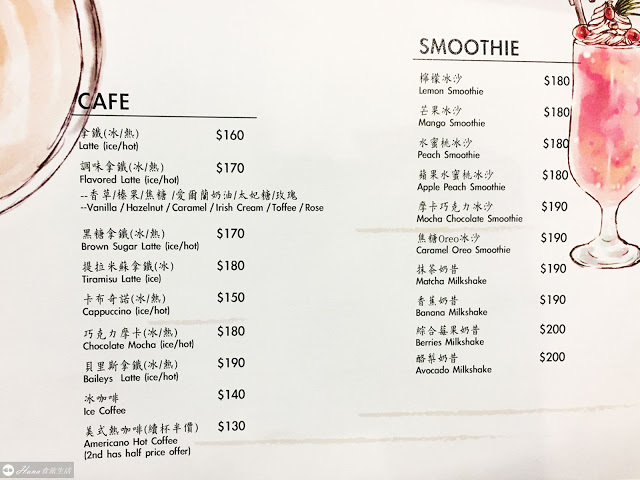 CAFE
拿鐵(冰/熱)
Latte (ice/hot)
$160
調味拿鐵(冰/熱)
Flavored Latte (ice/hot)
$170
--香草/榛果/焦糖/愛爾蘭奶油/太妃糖/玫瑰
--Vanilla / Hazelnut / Caramel / Irish Cream / Toffee / Rose
黑糖拿鐵(冰/熱)
Brown Sugar Latte (ice/hot)
$170
提拉米蘇拿鐵(冰)
Tiramisu Latte (ice)
$180
卡布奇諾(冰/熱)
Cappuccino (ice/hot)
$150
巧克力摩卡(冰/熱)
Chocolate Mocha (ice/hot)
$180
貝里斯拿鐵(冰/熱)
Baileys Latte (ice/hot)
$190
冰咖啡
Ice Coffee
$140
美式熱咖啡(續杯半價)
Americano Hot Coffee
(2nd has half price offer)
$130
SMOOTHIE
檸檬冰沙
Lemon Smoothie
$180
芒果冰沙
Mango Smoothie
$180
水蜜桃冰沙
Peach Smoothie
$180
蘋果水蜜桃冰沙
Apple Peach Smoothie
$180
摩卡巧克力冰沙
Mocha Chocolate Smoothie
$190
焦糖Oreo冰沙
Caramel Oreo Smoothie
$190
抹茶奶昔
Matcha Milkshake
$190
香蕉奶昔
Banana Milkshake
$190
綜合莓果奶昔
Berries Milkshake
$200
酪梨奶昔
Avocado Milkshake
$200